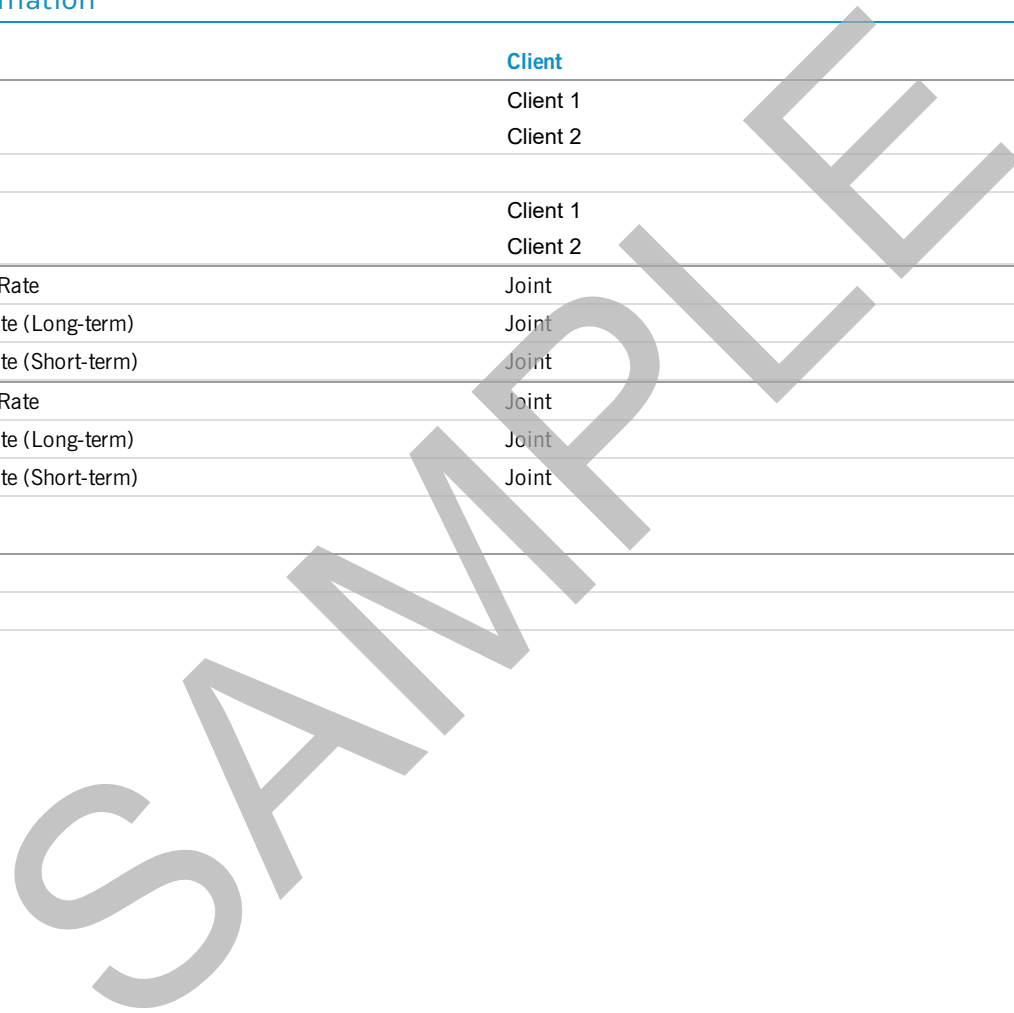 mation
Client
Client 1
Client 2
Client 1
Client 2
Rate Joint
te (Long-term) Joint
te (Short-term) Joint
Rate Joint
te (Long-term) Joint
te (Short-term) Joint
SAMPLE